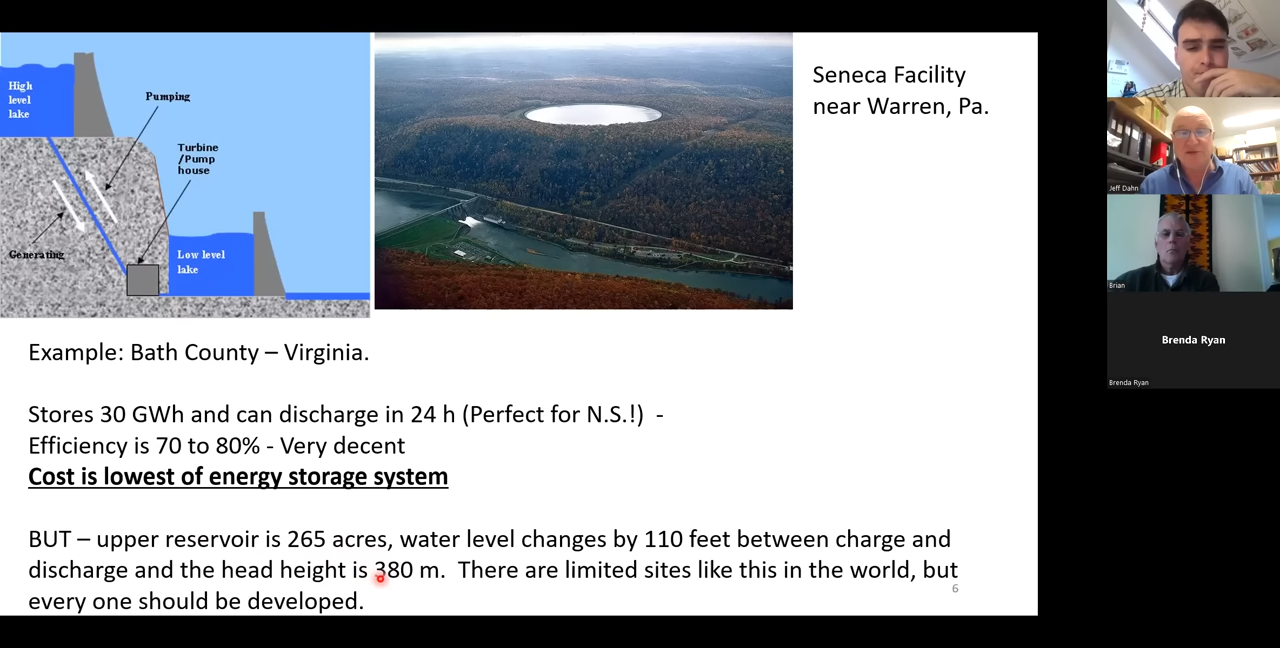 High
level
lake
Pumping
Turbine
/Pump
house
Generating
Low level
lake
Seneca Facility
near Warren, Pa.
Example: Bath County – Virginia.
Stores 30 GWh and can discharge in 24 h (Perfect for N.S.!)  -
Efficiency is 70 to 80% - Very decent
Cost is lowest of energy storage system
BUT – upper reservoir is 265 acres, water level changes by 110 feet between charge and
discharge and the head height is 380 m.  There are limited sites like this in the world, but
every one should be developed.
6
Jeff Dahn
Brian
Brenda Ryan
Brenda Ryan